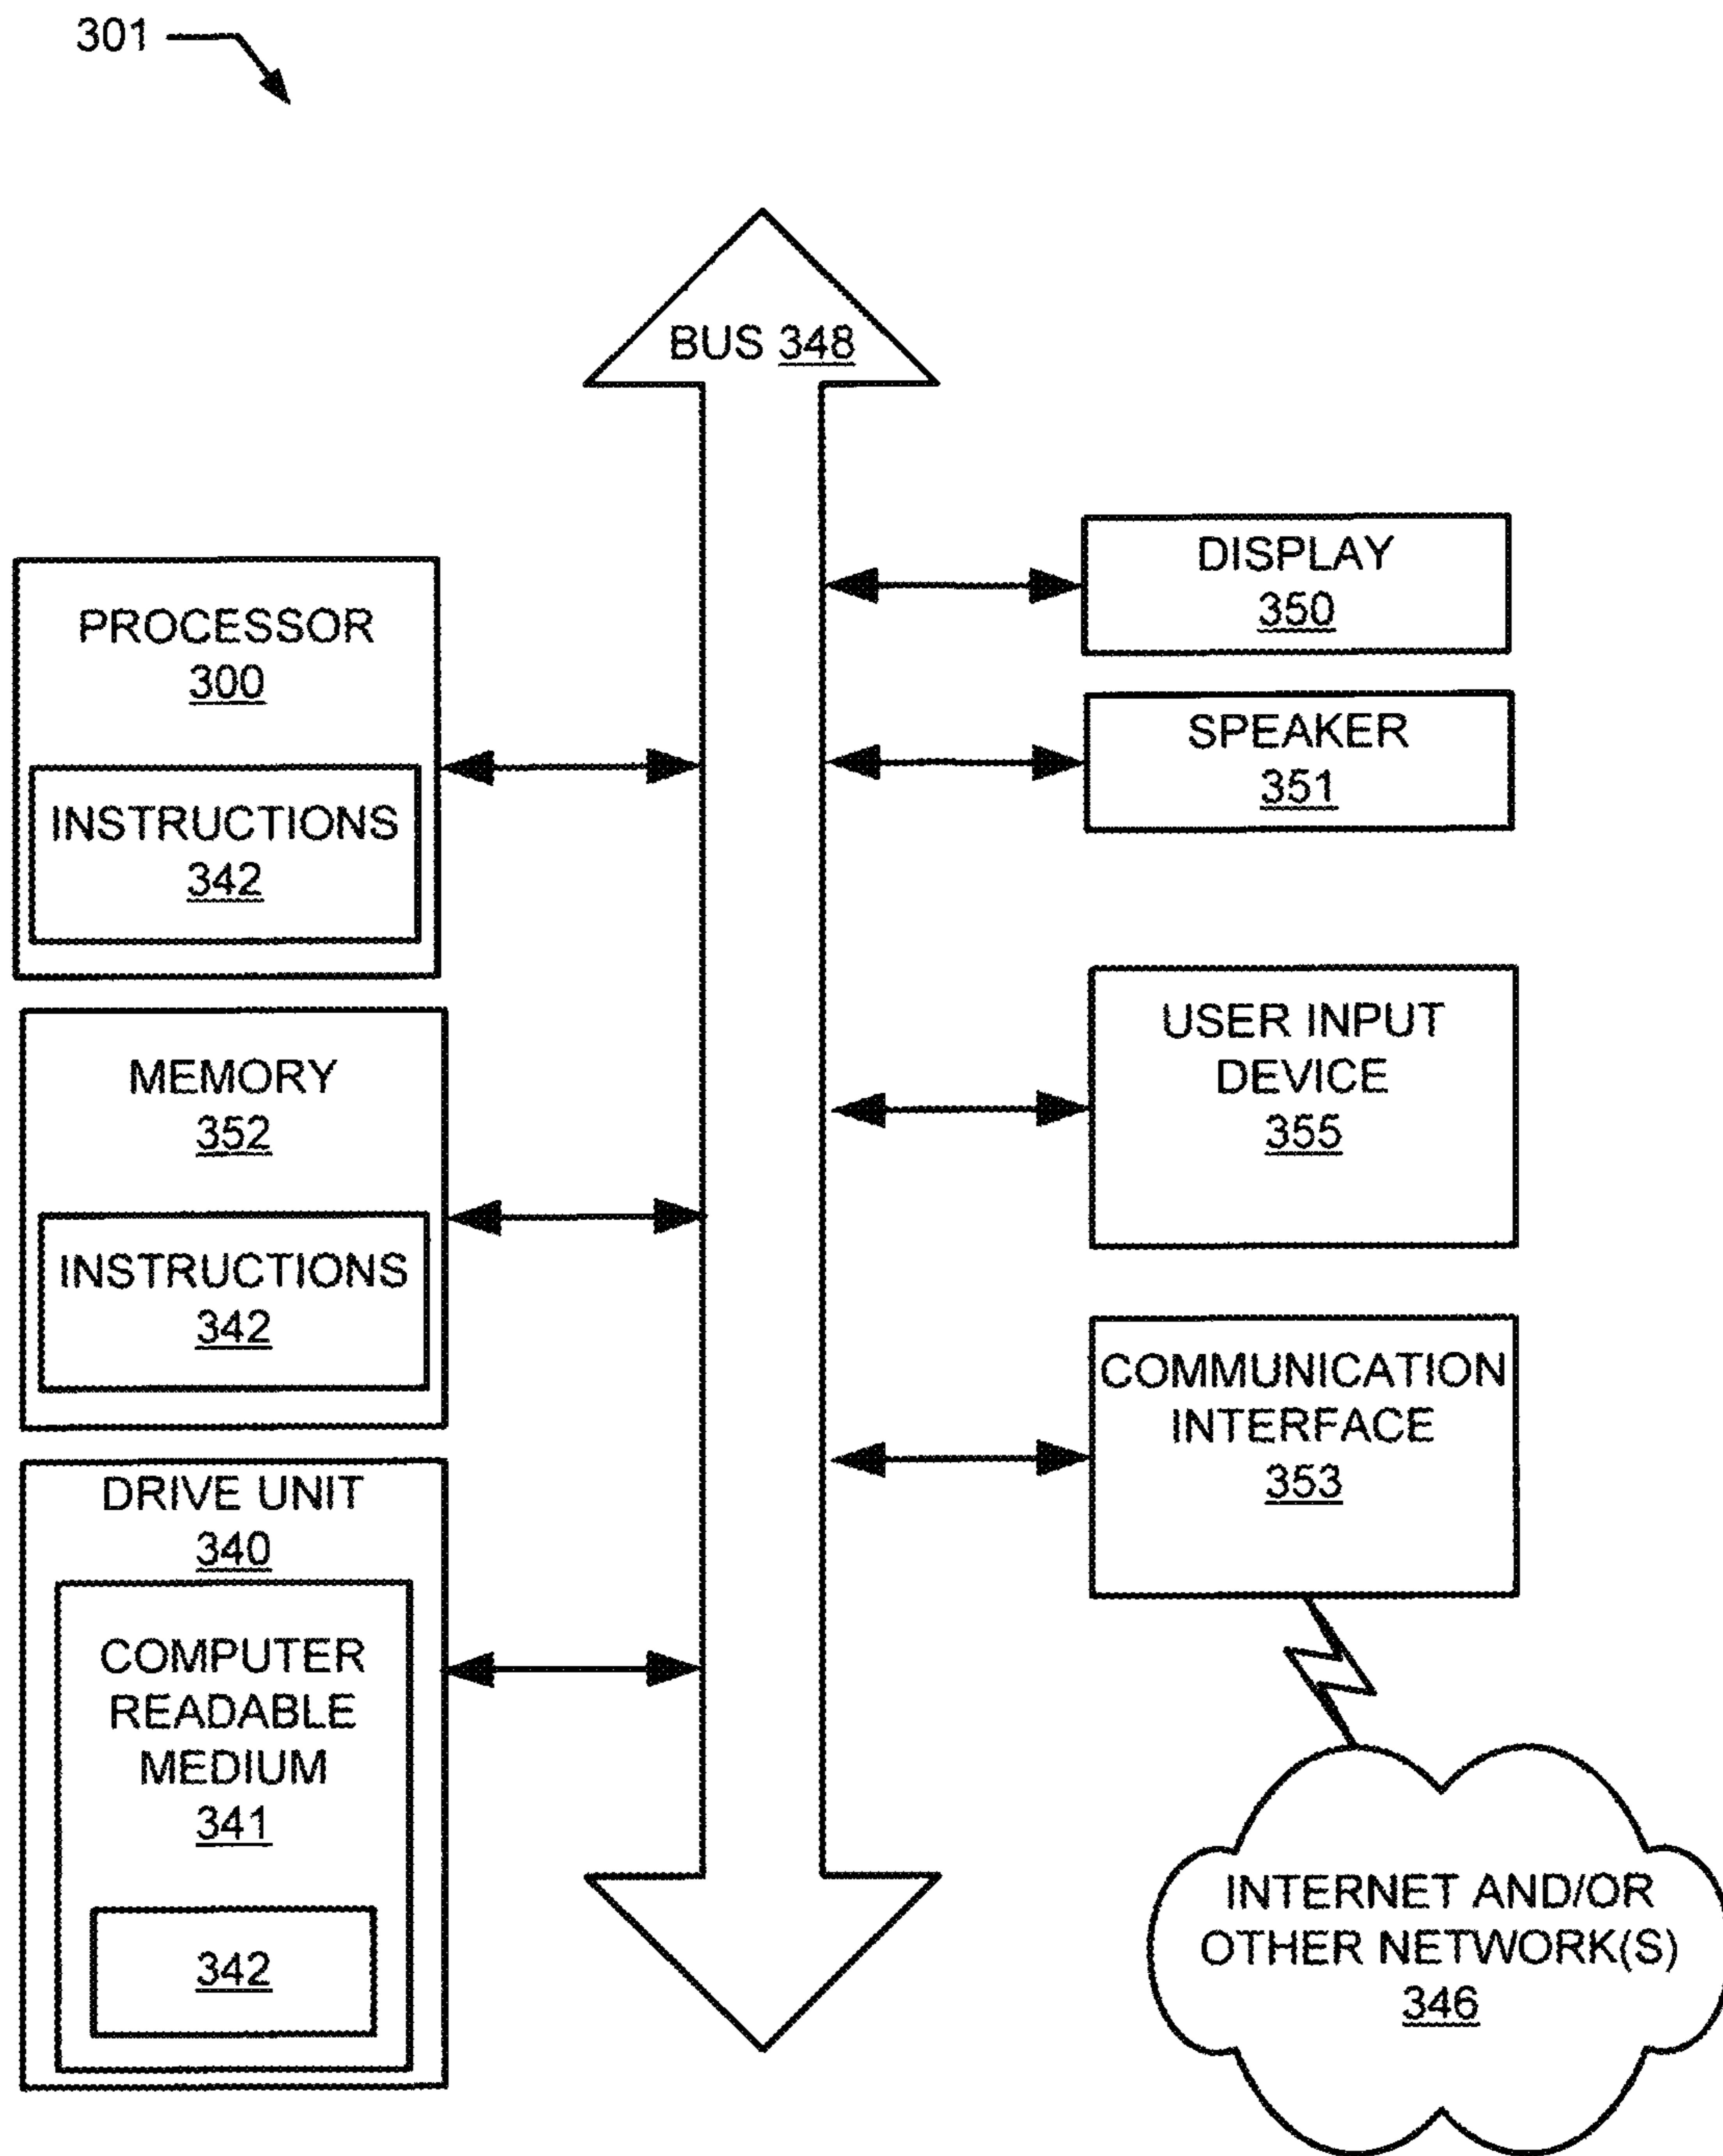 301
BUS 348
PROCESSOR
300
INSTRUCTIONS
342
MEMORY
352
INSTRUCTIONS
342
DRIVE UNIT
340
COMPUTER
READABLE
MEDIUM
341
342
DISPLAY
350
SPEAKER
351
USER INPUT
DEVICE
355
COMMUNICATION
INTERFACE
353
INTERNET AND/OR
OTHER NETWORK(S)
346